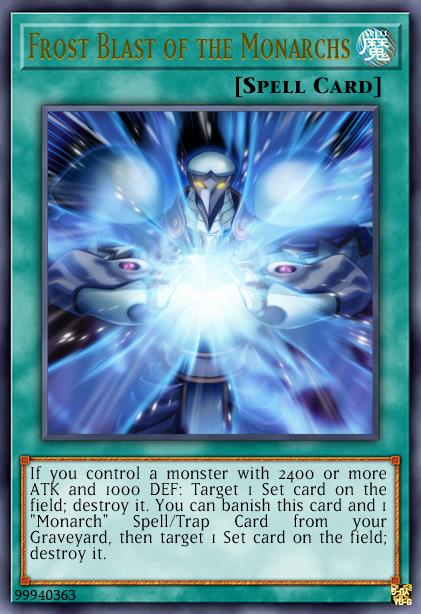 FROST BLAST OF THE MONARCHS
[SPELL CARD]
If you control a monster with 2400 or more
ATK and 1000 DEF: Target 1 Set card on the
field; destroy it. You can banish this card and 1
"Monarch" Spell/Trap Card from your
Graveyard, then target 1 Set card on the field;
destroy it.
99940363